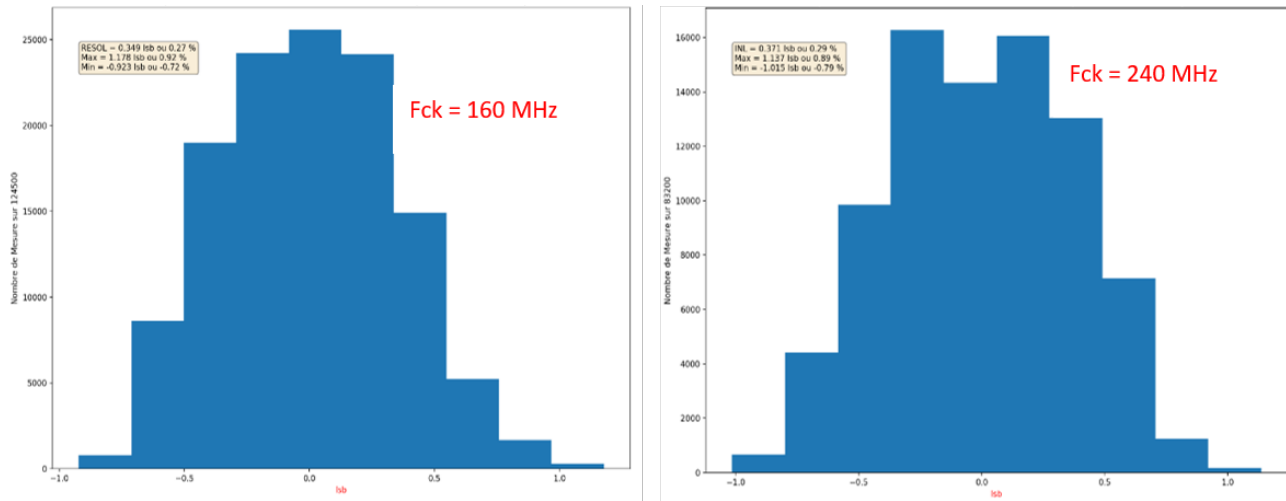 RESOL = 0.349 lsb ou 0.27 %
Max = 1.178 lsb ou 0.92 %
Min = -0.923 lsb ou -0.72 %
Fck = 160 MHz
Nombre de Mesure sur 124500
25000
20000
15000
10000
5000
0
−1.0
−0.5
0.0
0.5
1.0
lsb
INL = 0.371 lsb ou 0.29 %
Max = 1.137 lsb ou 0.89 %
Min = -1.015 lsb ou -0.79 %
Fck = 240 MHz
Nombre de Mesure sur 83200
16000
14000
12000
10000
8000
6000
4000
2000
0
−1.0
−0.5
0.0
0.5
1.0
lsb